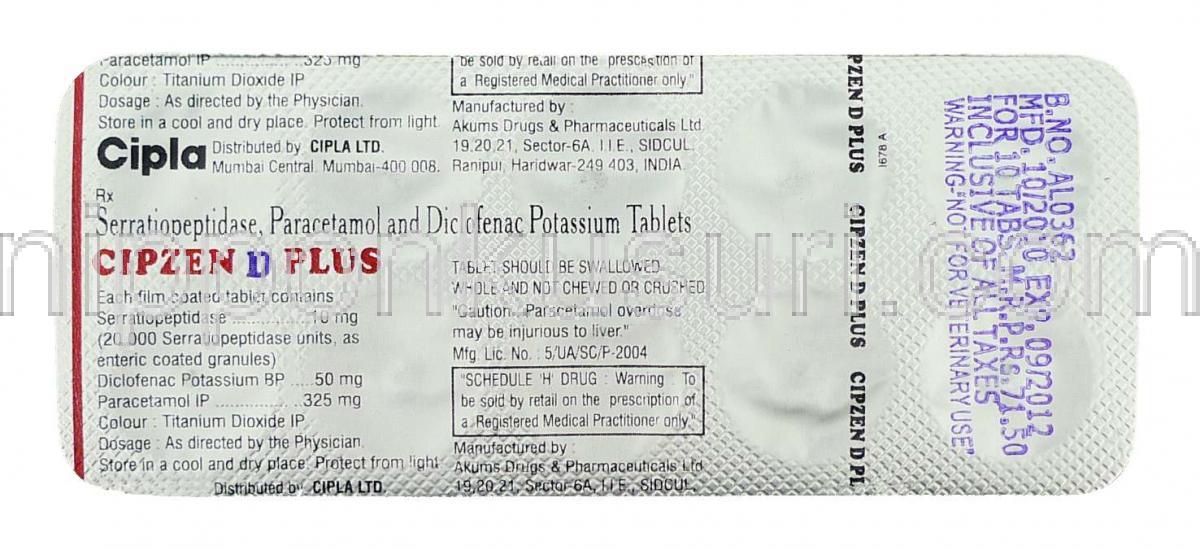 Paracetamol IP ........................325 mg
Colour : Titanium Dioxide IP
Dosage : As directed by the Physician.
Store in a cool and dry place. Protect from light.
Cipla Distributed by CIPLA LTD.
Mumbai Central, Mumbai-400 008.
be sold by retail on the prescription of
a Registered Medical Practitioner only."
Manufactured by :
Akums Drugs & Pharmaceuticals Ltd.
19,20,21, Sector-6A, I.I.E., SIDCUL,
Ranipur, Haridwar-249 403, INDIA.
Rx
Serratiopeptidase, Paracetamol and Diclofenac Potassium Tablets
CIPZEN D PLUS
Each film coated tablet contains :
Serratiopeptidase ................10 mg
(20,000 Serratiopeptidase units, as
enteric coated granules)
Diclofenac Potassium BP .....50 mg
Paracetamol IP .....................325 mg
Colour : Titanium Dioxide IP
Dosage : As directed by the Physician.
Store in a cool and dry place. Protect from light.
Distributed by CIPLA LTD.
TABLET SHOULD BE SWALLOWED
WHOLE AND NOT CHEWED OR CRUSHED
"Caution : Paracetamol overdose
may be injurious to liver."
Mfg. Lic. No. : 5/UA/SC/P-2004
"SCHEDULE 'H' DRUG : Warning : To
be sold by retail on the prescription of
a Registered Medical Practitioner only."
Manufactured by :
Akums Drugs & Pharmaceuticals Ltd.
19,20,21, Sector-6A, I.I.E., SIDCUL,
PZEN D PLUS CIPZEN D PLUS CIPZEN D PL
1678 A
B.NO. AL0362
MFD.10/2010 EXP.09/2012
FOR 10 TABS M.R.P.RS.71.50
INCLUSIVE OF ALL TAXES
WARNING-"NOT FOR VETERINARY USE"
nipponkusuri.com